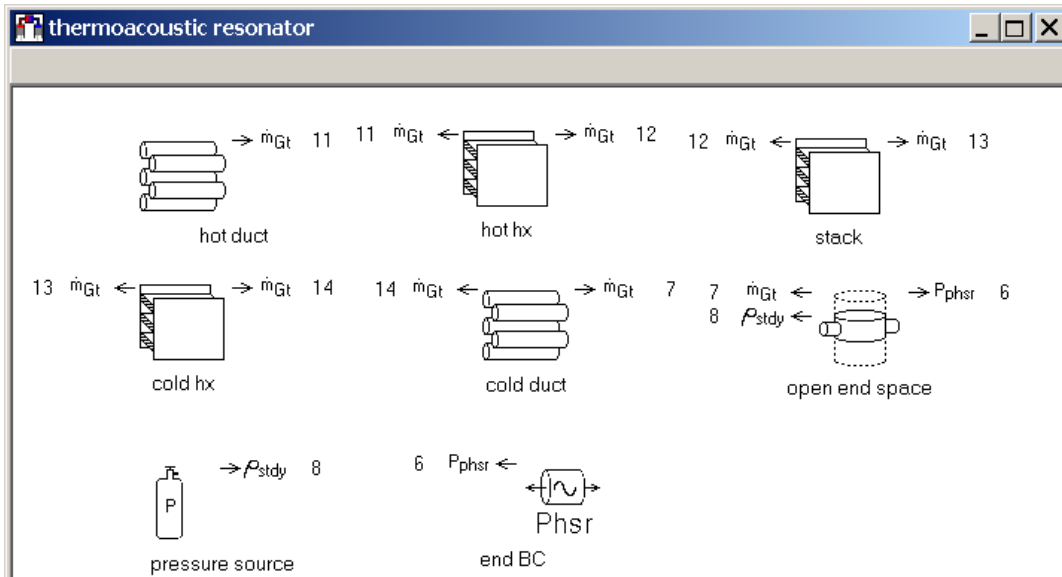 thermoacoustic resonator
ṁGt 11
11 ṁGt
ṁGt 12
12 ṁGt
ṁGt 13
hot duct
hot hx
stack
13 ṁGt
ṁGt 14
14 ṁGt
ṁGt 7
7 ṁGt
Pphsr 6
8 ρstdy
cold hx
cold duct
open end space
ρstdy 8
6 Pphsr
P
Phsr
pressure source
end BC